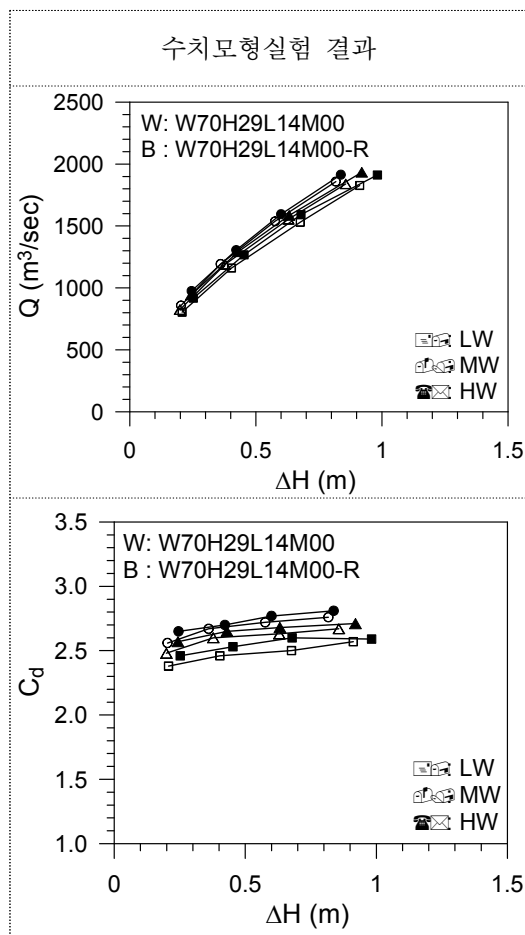 수치모형실험 결과
2500
W: W70H29L14M00
B : W70H29L14M00-R
2000
1500
1000
500
0
Q (m³/sec)
LW
MW
HW
0 0.5 1 1.5
ΔH (m)
3.5
W: W70H29L14M00
B : W70H29L14M00-R
3.0
2.5
2.0
1.5
1.0
C_d
LW
MW
HW
0 0.5 1 1.5
ΔH (m)